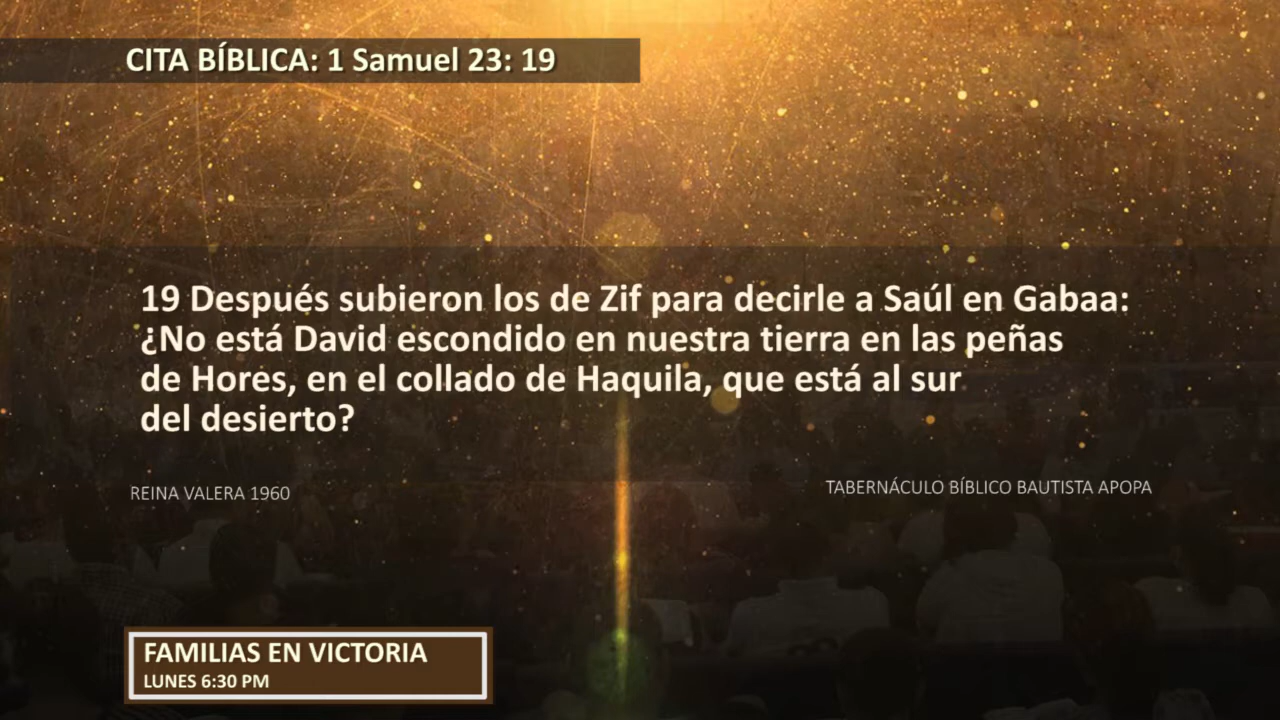 CITA BÍBLICA: 1 Samuel 23: 19
19 Después subieron los de Zif para decirle a Saúl en Gabaa:
¿No está David escondido en nuestra tierra en las peñas
de Hores, en el collado de Haquila, que está al sur
del desierto?
REINA VALERA 1960
TABERNÁCULO BÍBLICO BAUTISTA APOPA
FAMILIAS EN VICTORIA
LUNES 6:30 PM